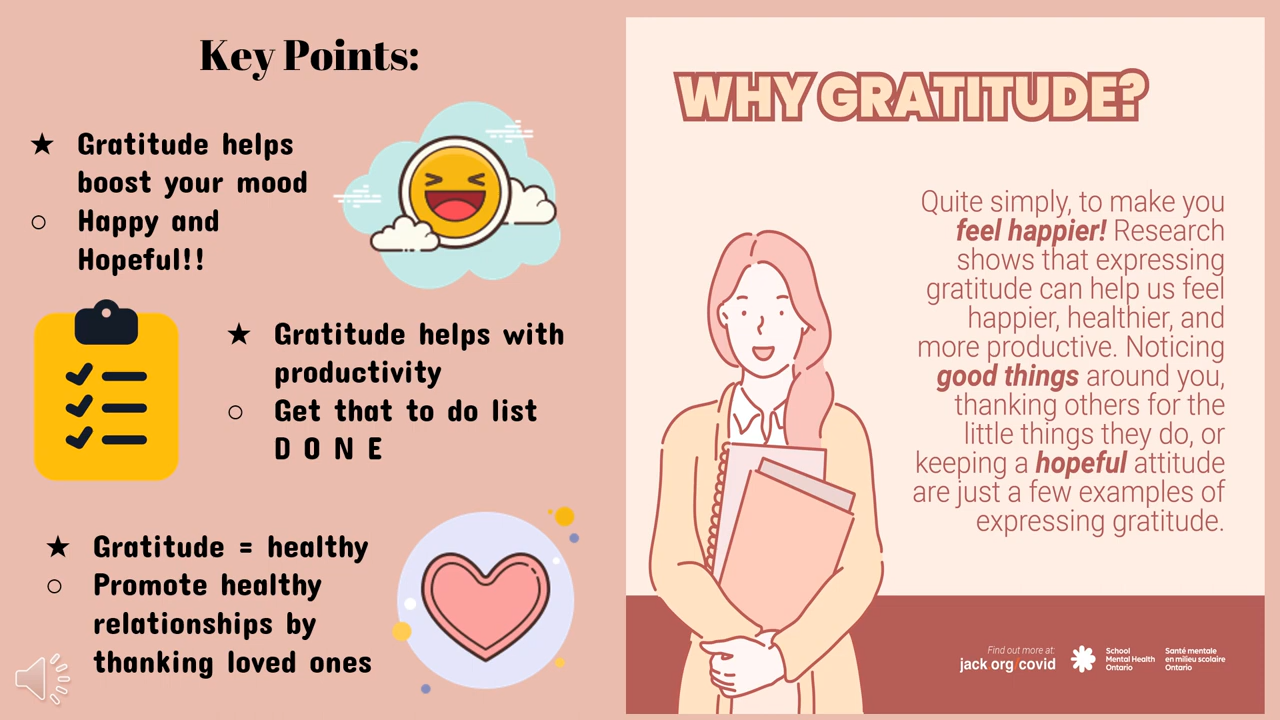 Key Points:
★ Gratitude helps
boost your mood
○ Happy and
Hopeful!!
★ Gratitude helps with
productivity
○ Get that to do list
D O N E
★ Gratitude = healthy
○ Promote healthy
relationships by
thanking loved ones
WHY GRATITUDE?
Quite simply, to make you
feel happier! Research
shows that expressing
gratitude can help us feel
happier, healthier, and
more productive. Noticing
good things around you,
thanking others for the
little things they do, or
keeping a hopeful attitude
are just a few examples of
expressing gratitude.
Find out more at:
jack.org/covid
School
Mental Health
Ontario
Santé mentale
en milieu scolaire
Ontario